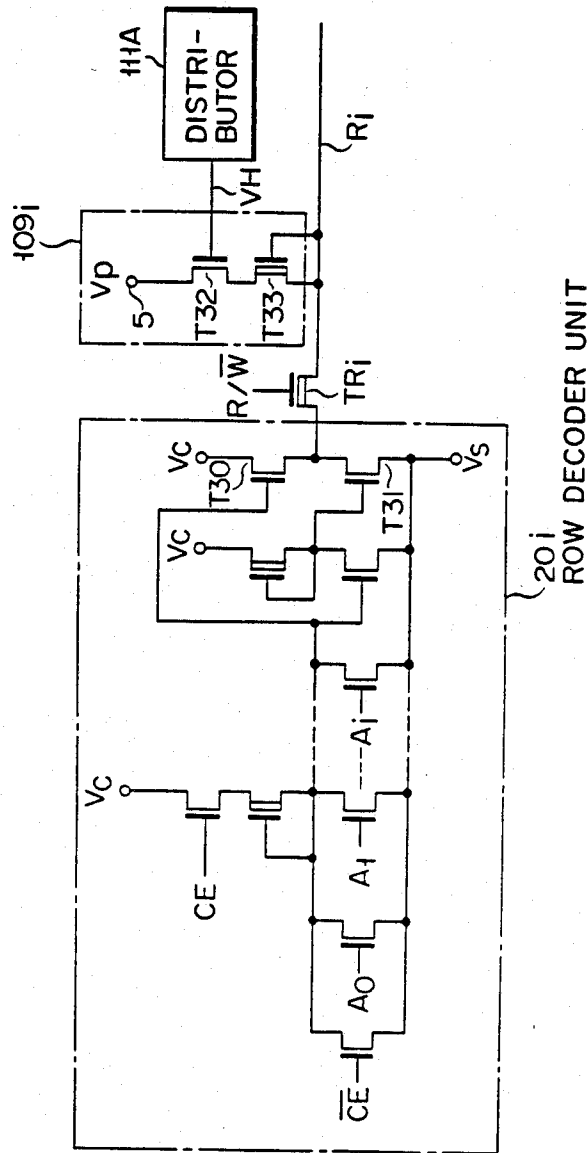 111A
DISTRI-
BUTOR
109i
Vp
5
VH
T32
T33
Ri
R/W̅
TRi
Vc
T30
T31
Vs
Vc
Vc
CE
Ai
A1
A0
C̅E̅
20i
ROW DECODER UNIT